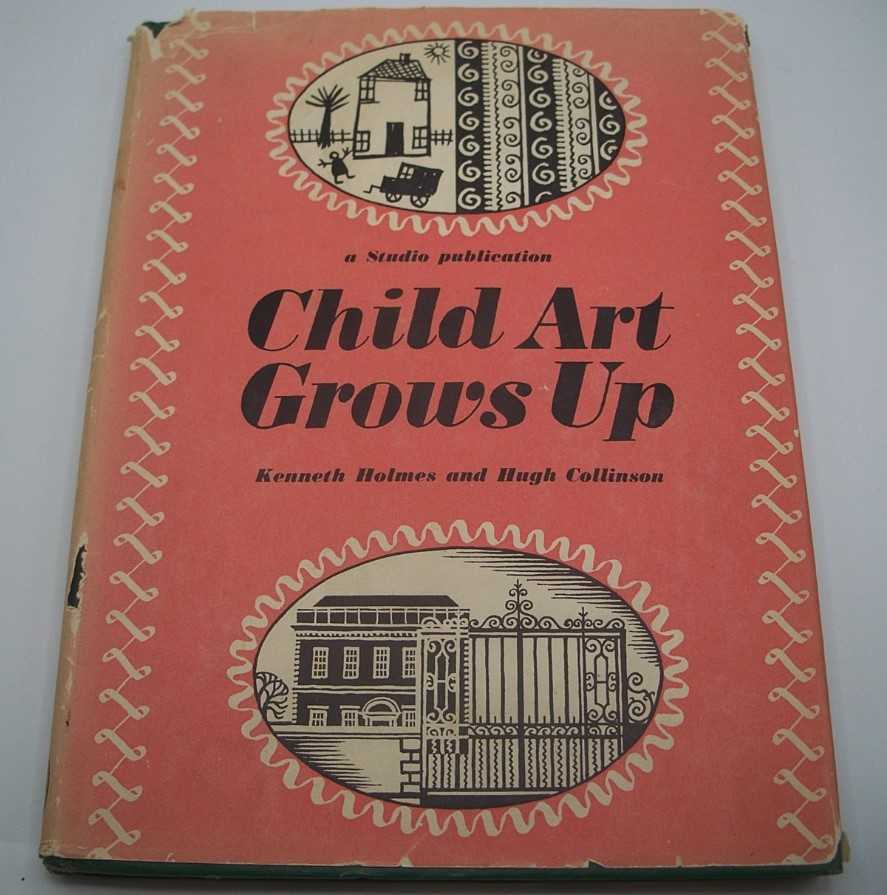 a Studio publication
Child Art
Grows Up
Kenneth Holmes and Hugh Collinson